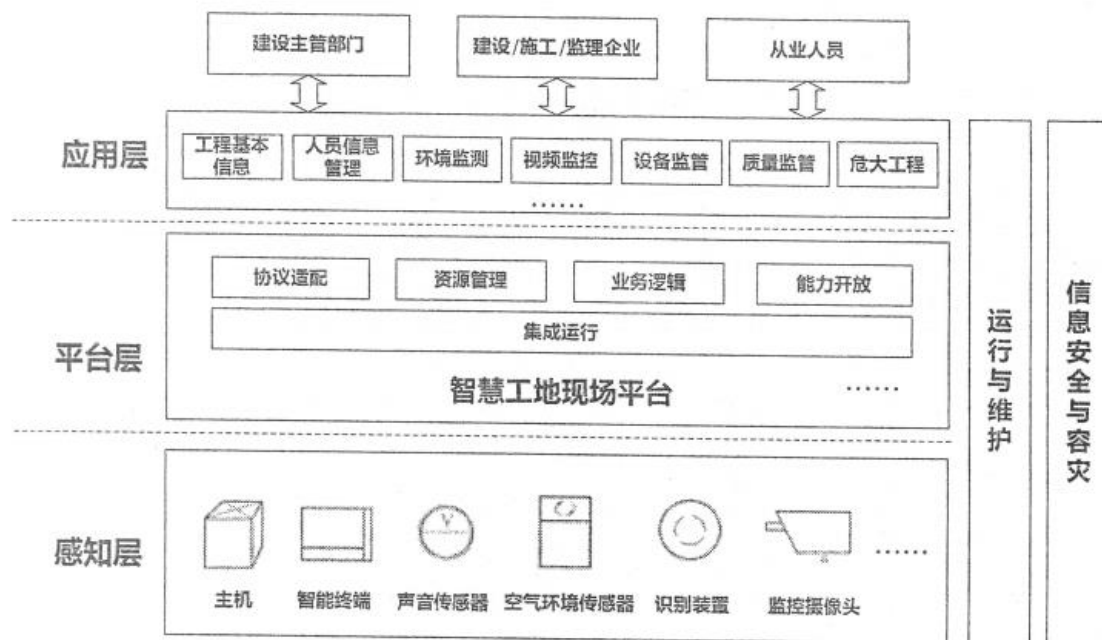 建设主管部门
建设/施工/监理企业
从业人员
应用层
工程基本
信息
人员信息
管理
环境监测
视频监控
设备监管
质量监管
危大工程
......
平台层
协议适配
资源管理
业务逻辑
能力开放
集成运行
智慧工地现场平台
......
感知层
主机
智能终端
声音传感器
空气环境传感器
识别装置
监控摄像头
......
运行与维护
信息安全与容灾